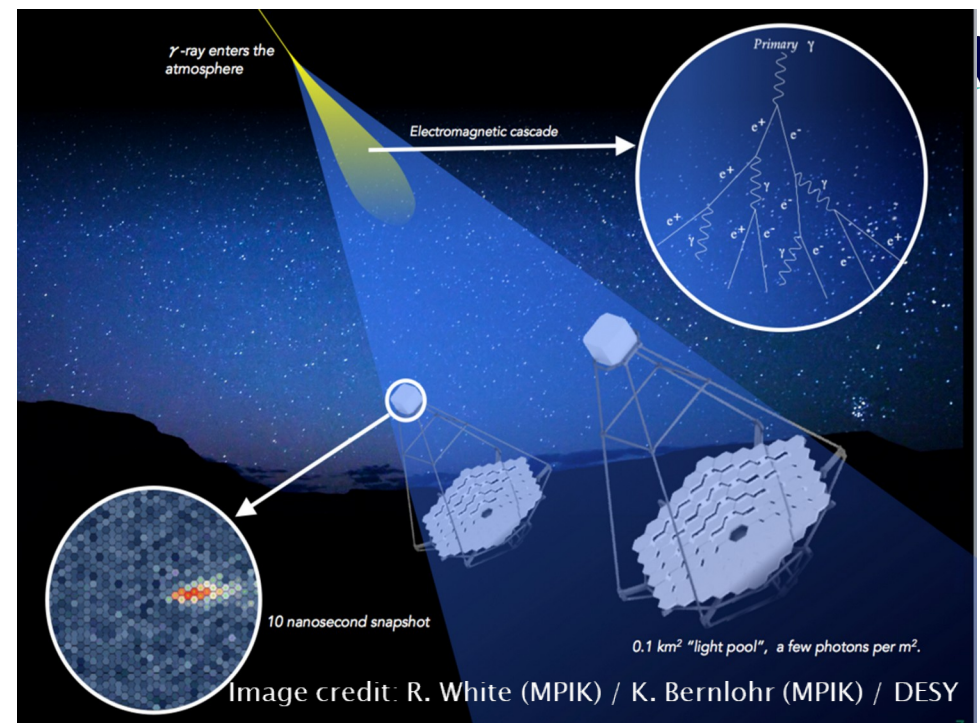 γ-ray enters the
atmosphere
Primary γ
Electromagnetic cascade
e+
e-
e+
γ
γ
e-
e+
e+
γ
e+
e-
γ
e-
e-
10 nanosecond snapshot
0.1 km² "light pool", a few photons per m².
Image credit: R. White (MPIK) / K. Bernlohr (MPIK) / DESY